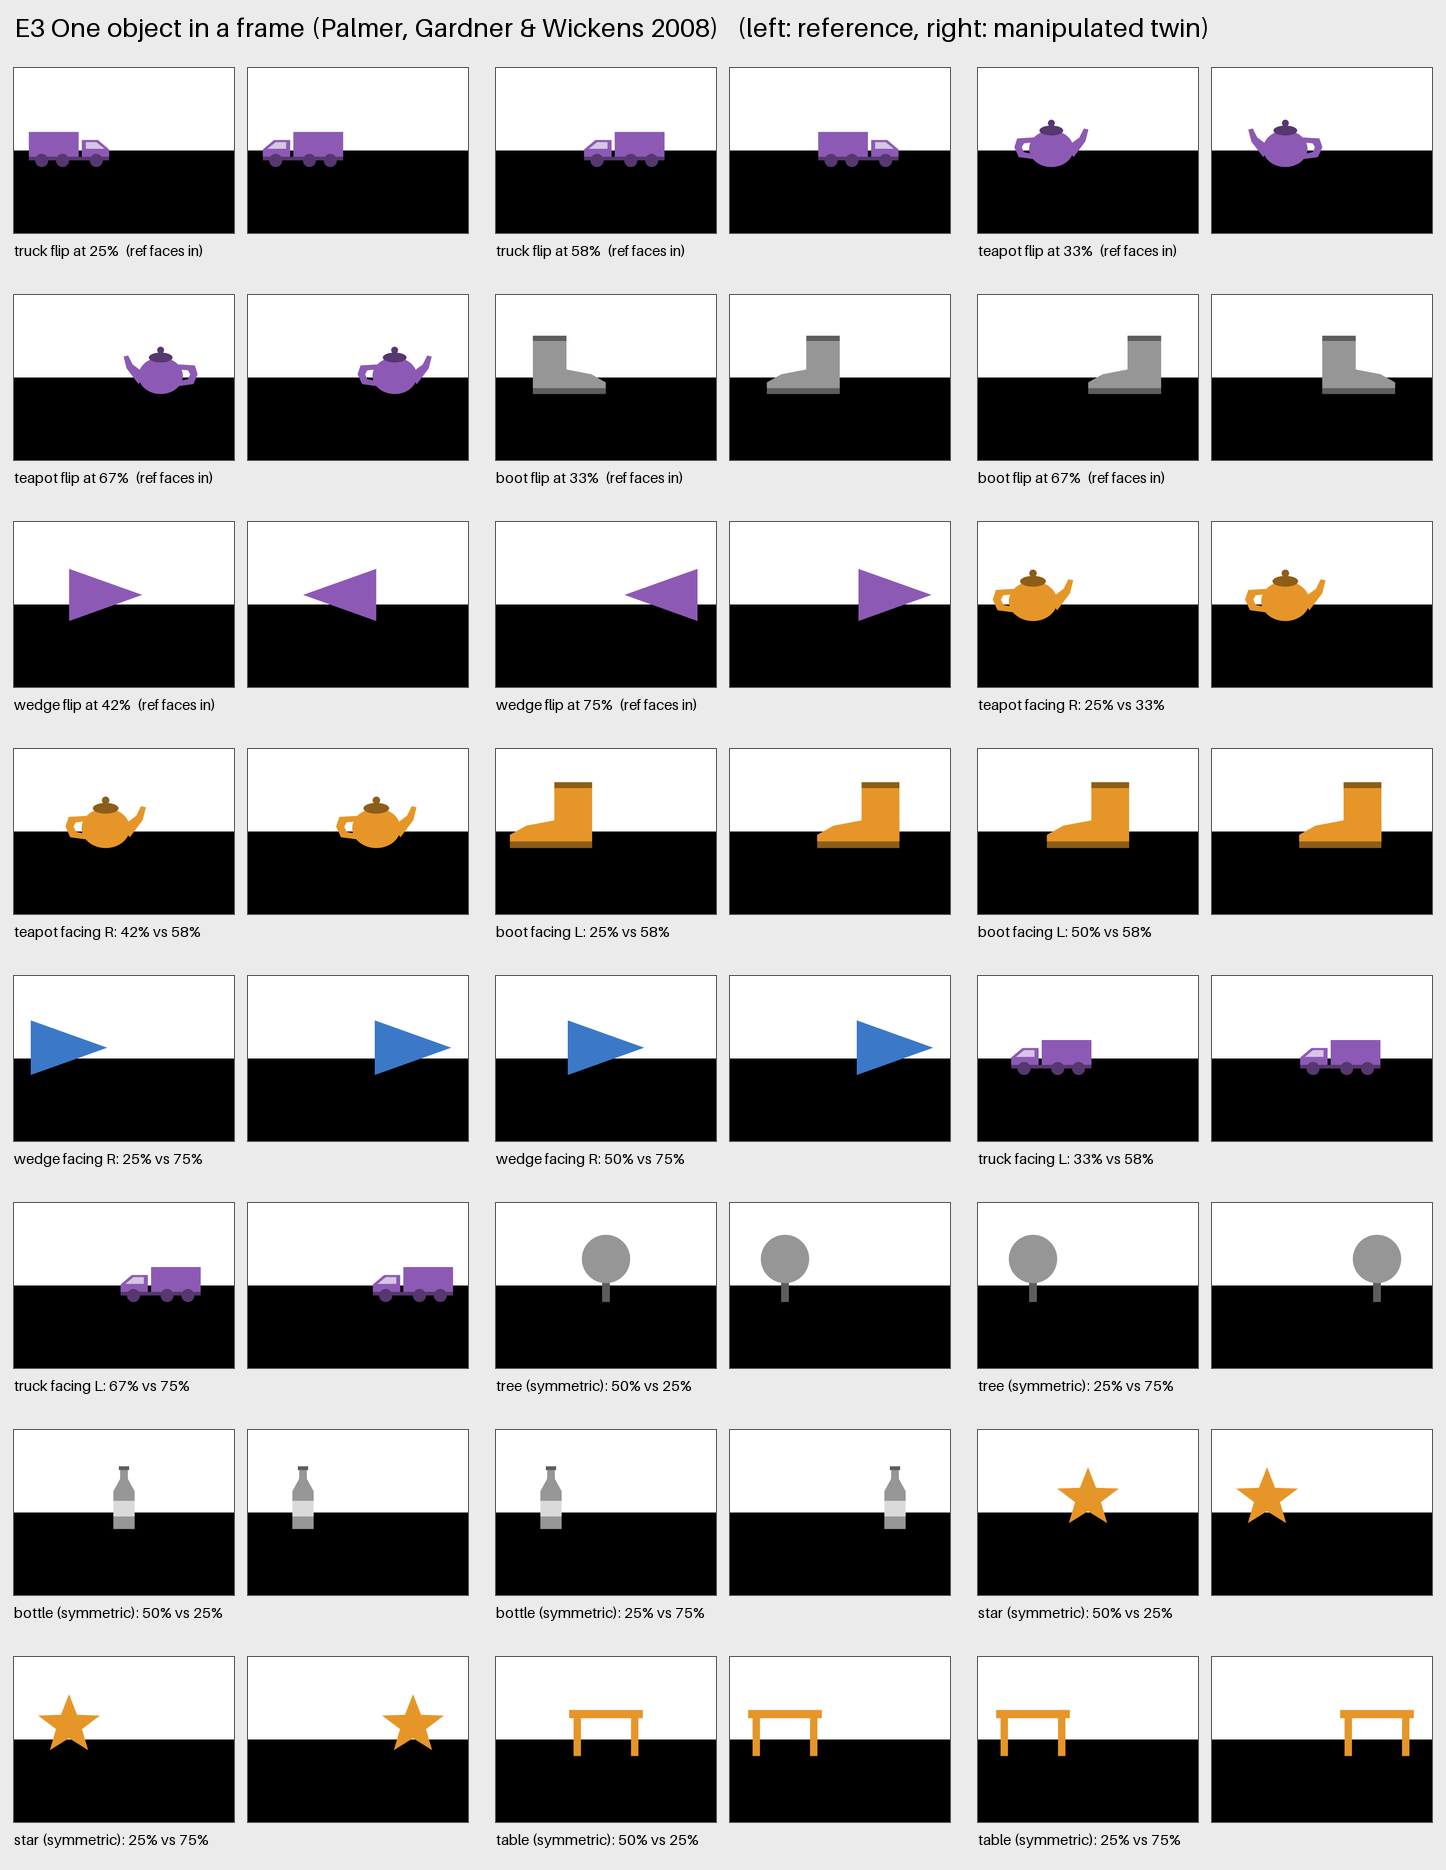 E3 One object in a frame (Palmer, Gardner & Wickens 2008)   (left: reference, right: manipulated twin)
truck flip at 25%  (ref faces in)
truck flip at 58%  (ref faces in)
teapot flip at 33%  (ref faces in)
teapot flip at 67%  (ref faces in)
boot flip at 33%  (ref faces in)
boot flip at 67%  (ref faces in)
wedge flip at 42%  (ref faces in)
wedge flip at 75%  (ref faces in)
teapot facing R: 25% vs 33%
teapot facing R: 42% vs 58%
boot facing L: 25% vs 58%
boot facing L: 50% vs 58%
wedge facing R: 25% vs 75%
wedge facing R: 50% vs 75%
truck facing L: 33% vs 58%
truck facing L: 67% vs 75%
tree (symmetric): 50% vs 25%
tree (symmetric): 25% vs 75%
bottle (symmetric): 50% vs 25%
bottle (symmetric): 25% vs 75%
star (symmetric): 50% vs 25%
star (symmetric): 25% vs 75%
table (symmetric): 50% vs 25%
table (symmetric): 25% vs 75%